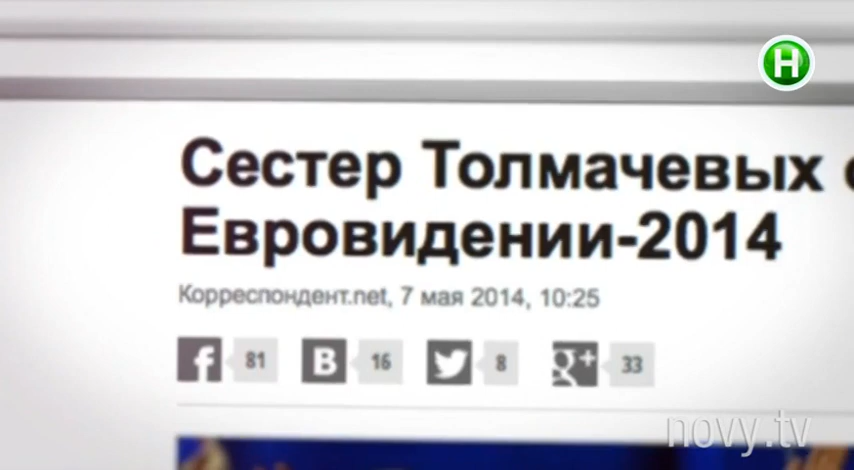 Н
Сестер Толмачевых
Евровидении-2014
Корреспондент.net, 7 мая 2014, 10:25
f 81 B 16 8 g+ 33
novy.tv